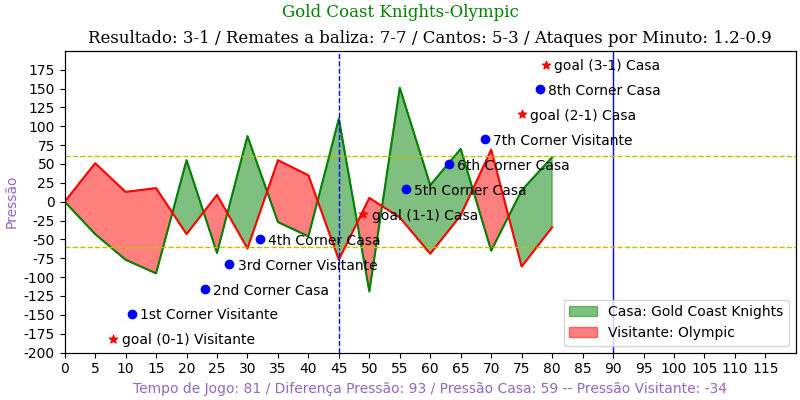 Gold Coast Knights-Olympic
Resultado: 3-1 / Remates a baliza: 7-7 / Cantos: 5-3 / Ataques por Minuto: 1.2-0.9
Pressão
175
150
125
100
75
50
25
0
-25
-50
-75
-100
-125
-150
-175
-200
goal (3-1) Casa
8th Corner Casa
goal (2-1) Casa
7th Corner Visitante
6th Corner Casa
5th Corner Casa
goal (1-1) Casa
4th Corner Casa
3rd Corner Visitante
2nd Corner Casa
1st Corner Visitante
goal (0-1) Visitante
Casa: Gold Coast Knights
Visitante: Olympic
0 5 10 15 20 25 30 35 40 45 50 55 60 65 70 75 80 85 90 95 100 105 110 115
Tempo de Jogo: 81 / Diferença Pressão: 93 / Pressão Casa: 59 -- Pressão Visitante: -34